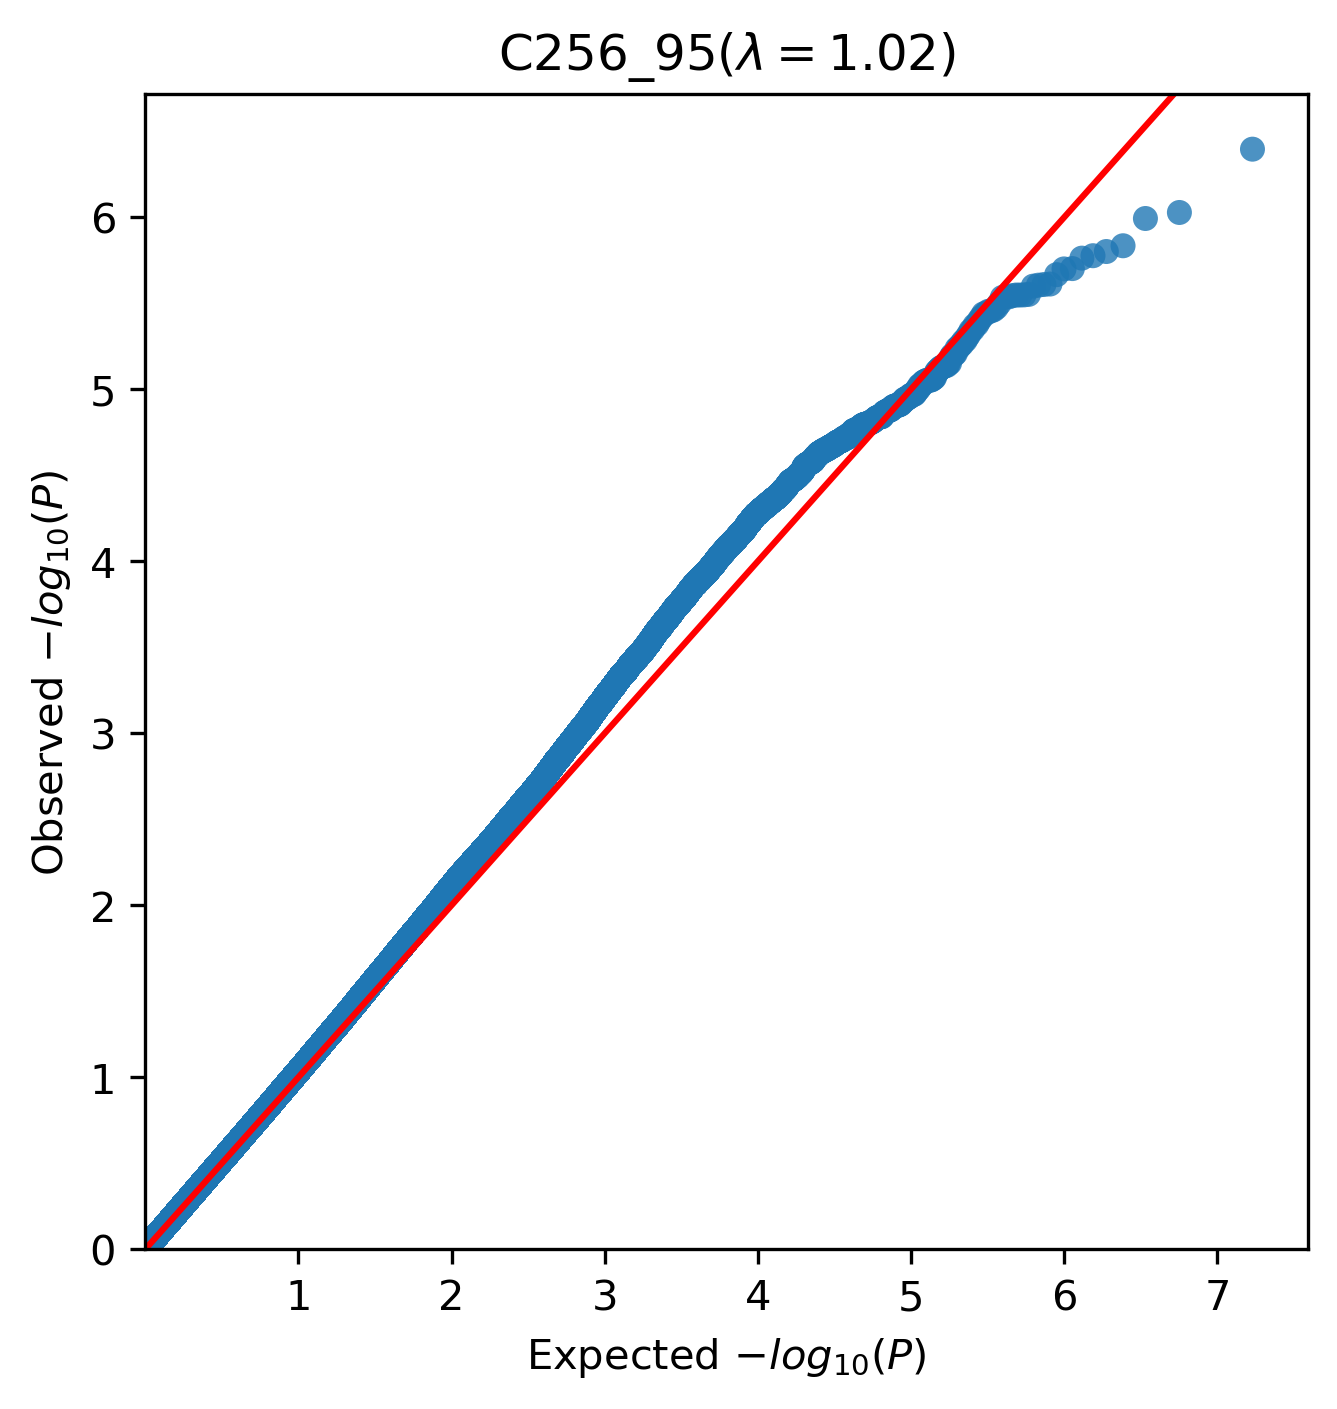 C256_95(λ = 1.02)
6
5
4
3
2
1
0
Observed −log₁₀(P)
1 2 3 4 5 6 7
Expected −log₁₀(P)